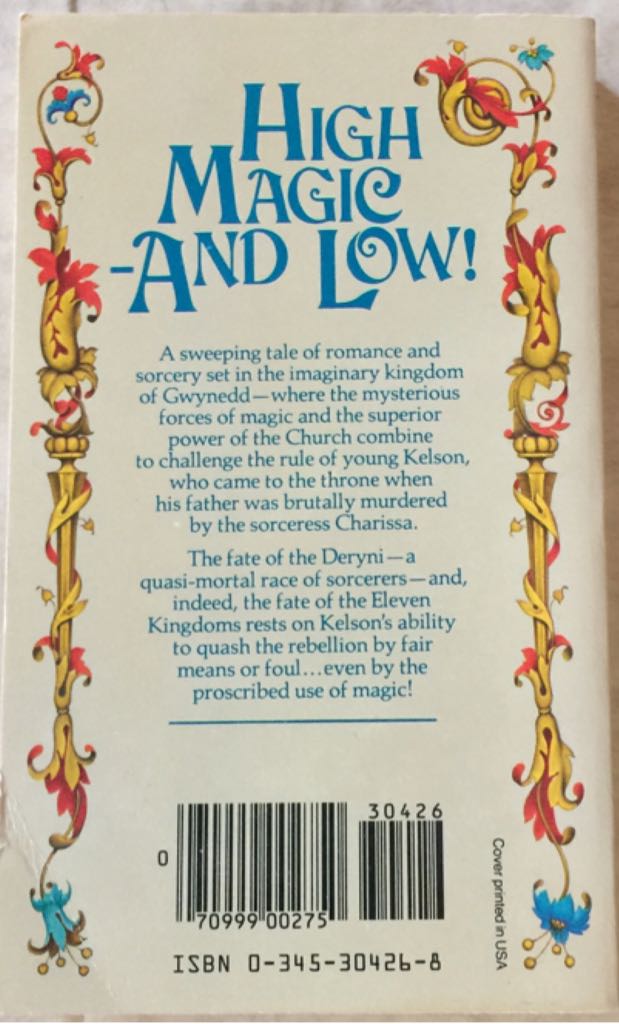 HIGH
MAGIC
-AND LOW!
A sweeping tale of romance and
sorcery set in the imaginary kingdom
of Gwynedd—where the mysterious
forces of magic and the superior
power of the Church combine
to challenge the rule of young Kelson,
who came to the throne when
his father was brutally murdered
by the sorceress Charissa.
The fate of the Deryni—a
quasi-mortal race of sorcerers—and,
indeed, the fate of the Eleven
Kingdoms rests on Kelson's ability
to quash the rebellion by fair
means or foul...even by the
proscribed use of magic!
30426
0
70999 00275
Cover printed in USA
ISBN 0-345-30426-8